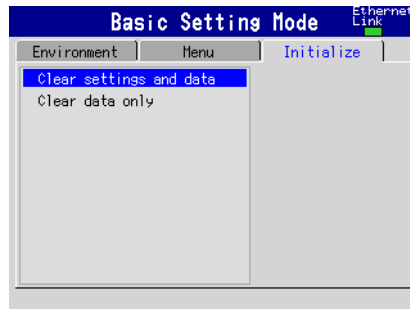 Basic Setting Mode
Ethernet
Link
Environment Menu Initialize
Clear settings and data
Clear data only